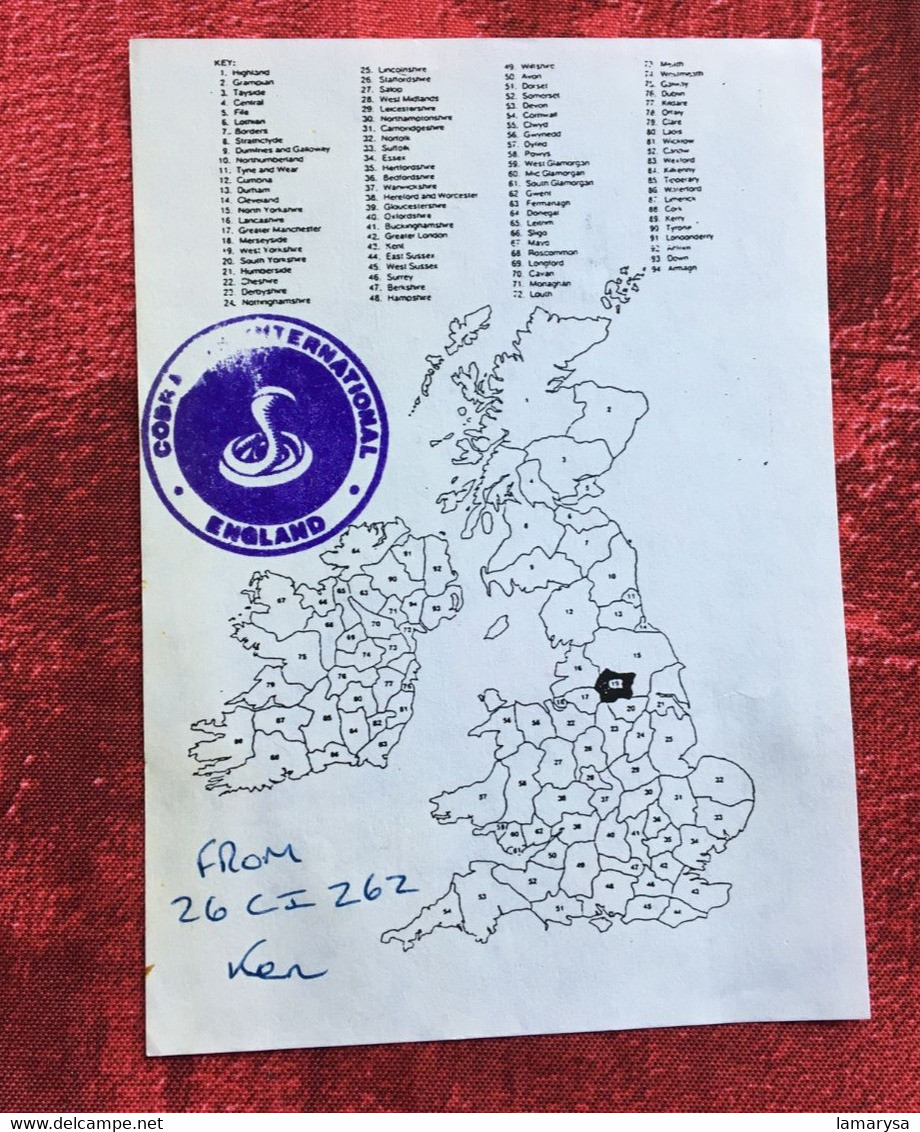 KEY:
1. Highland
2. Grampian
3. Tayside
4. Central
5. Fife
6. Lothian
7. Borders
8. Strathclyde
9. Dumfries and Galloway
10. Northumberland
11. Tyne and Wear
12. Cumbria
13. Durham
14. Cleveland
15. North Yorkshire
16. Lancashire
17. Greater Manchester
18. Merseyside
19. West Yorkshire
20. South Yorkshire
21. Humberside
22. Cheshire
23. Derbyshire
24. Nottinghamshire
25. Lincolnshire
26. Staffordshire
27. Salop
28. West Midlands
29. Leicestershire
30. Northamptonshire
31. Cambridgeshire
32. Norfolk
33. Suffolk
34. Essex
35. Hertfordshire
36. Bedfordshire
37. Warwickshire
38. Hereford and Worcester
39. Gloucestershire
40. Oxfordshire
41. Buckinghamshire
42. Greater London
43. Kent
44. East Sussex
45. West Sussex
46. Surrey
47. Berkshire
48. Hampshire
49. Wiltshire
50. Avon
51. Dorset
52. Somerset
53. Devon
54. Cornwall
55. Clwyd
56. Gwynedd
57. Dyfed
58. Powys
59. West Glamorgan
60. Mid Glamorgan
61. South Glamorgan
62. Gwent
63. Fermanagh
64. Donegal
65. Leitrim
66. Sligo
67. Mayo
68. Roscommon
69. Longford
70. Cavan
71. Monaghan
72. Louth
73. Meath
74. Westmeath
75. Galway
76. Dublin
77. Kildare
78. Offaly
79. Clare
80. Laois
81. Wicklow
82. Carlow
83. Wexford
84. Kilkenny
85. Tipperary
86. Waterford
87. Limerick
88. Cork
89. Kerry
90. Tyrone
91. Londonderry
92. Antrim
93. Down
94. Armagh
COBRA INTERNATIONAL
ENGLAND
FROM
26 CI 262
Ken
lamarysa